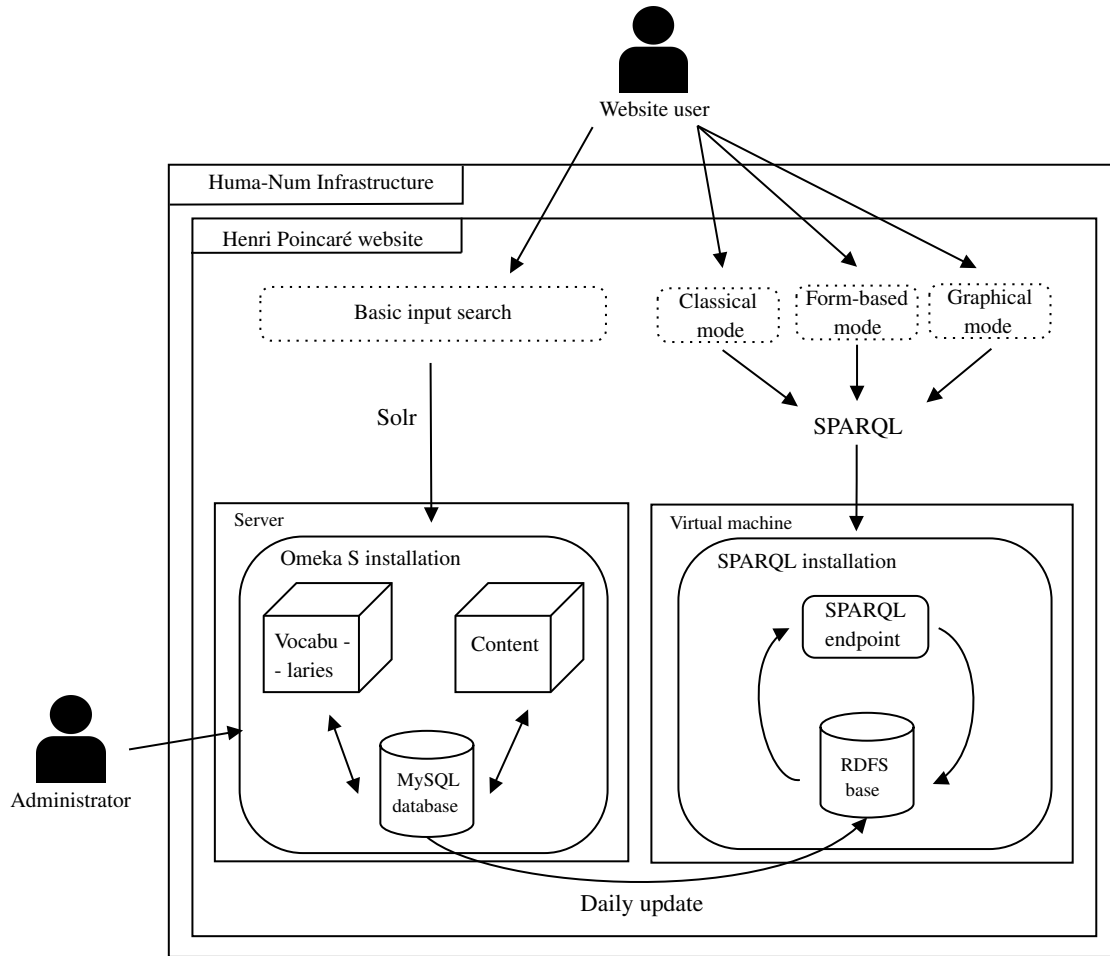 Website user
Huma-Num Infrastructure
Henri Poincaré website
Basic input search
Classical
mode
Form-based
mode
Graphical
mode
Solr
SPARQL
Server
Omeka S installation
Vocabu -
- laries
Content
MySQL
database
Virtual machine
SPARQL installation
SPARQL
endpoint
RDFS
base
Administrator
Daily update